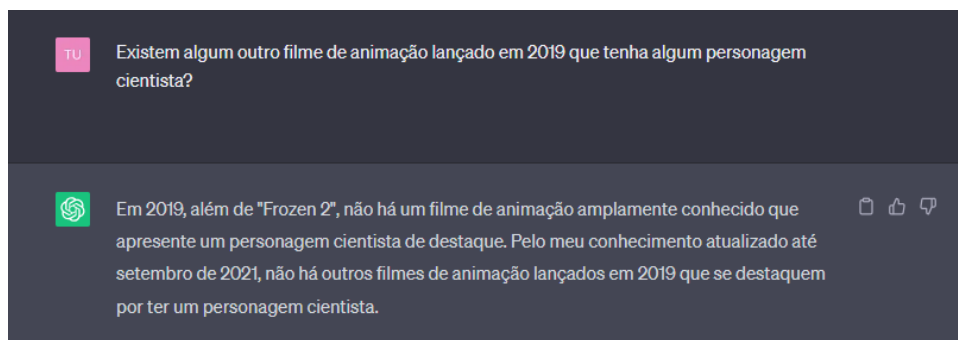 TU
Existem algum outro filme de animação lançado em 2019 que tenha algum personagem
cientista?
Em 2019, além de "Frozen 2", não há um filme de animação amplamente conhecido que
apresente um personagem cientista de destaque. Pelo meu conhecimento atualizado até
setembro de 2021, não há outros filmes de animação lançados em 2019 que se destaquem
por ter um personagem cientista.